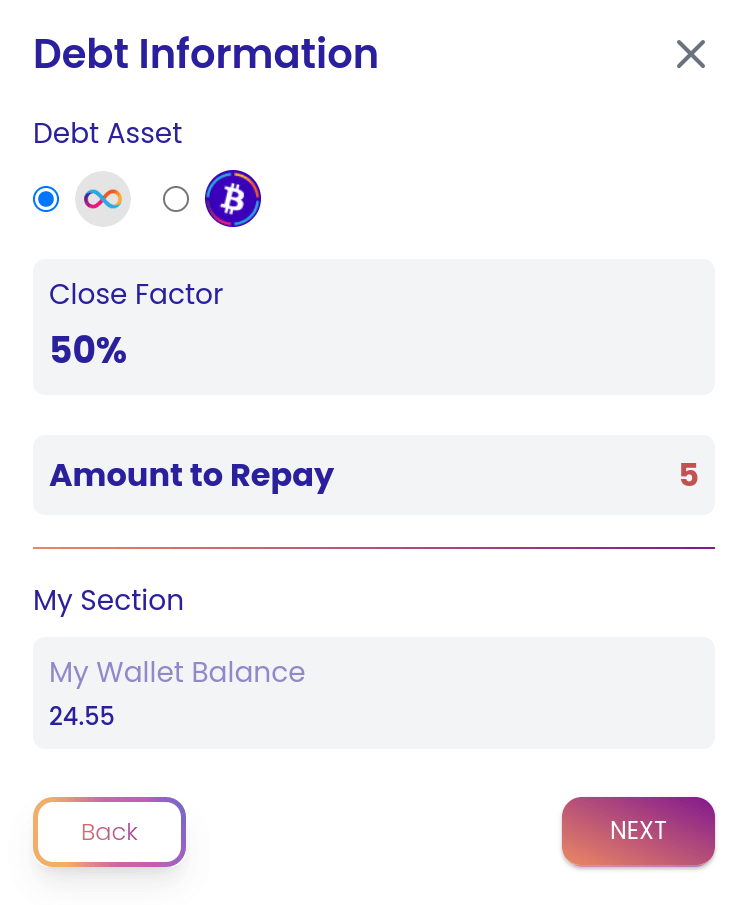 Debt Information
Debt Asset
Close Factor
50%
Amount to Repay 5
My Section
My Wallet Balance
24.55
Back NEXT